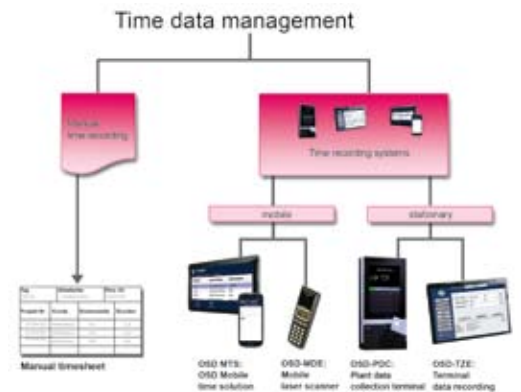 Time data management
Manual
time recording
Time recording systems
mobile
stationary
Manual timesheet
OSD MTS:
OSD Mobile
time solution
OSD-MDE:
Mobile
laser scanner
OSD-PDC:
Plant data
collection terminal
OSD-TZE:
Terminal
data recording